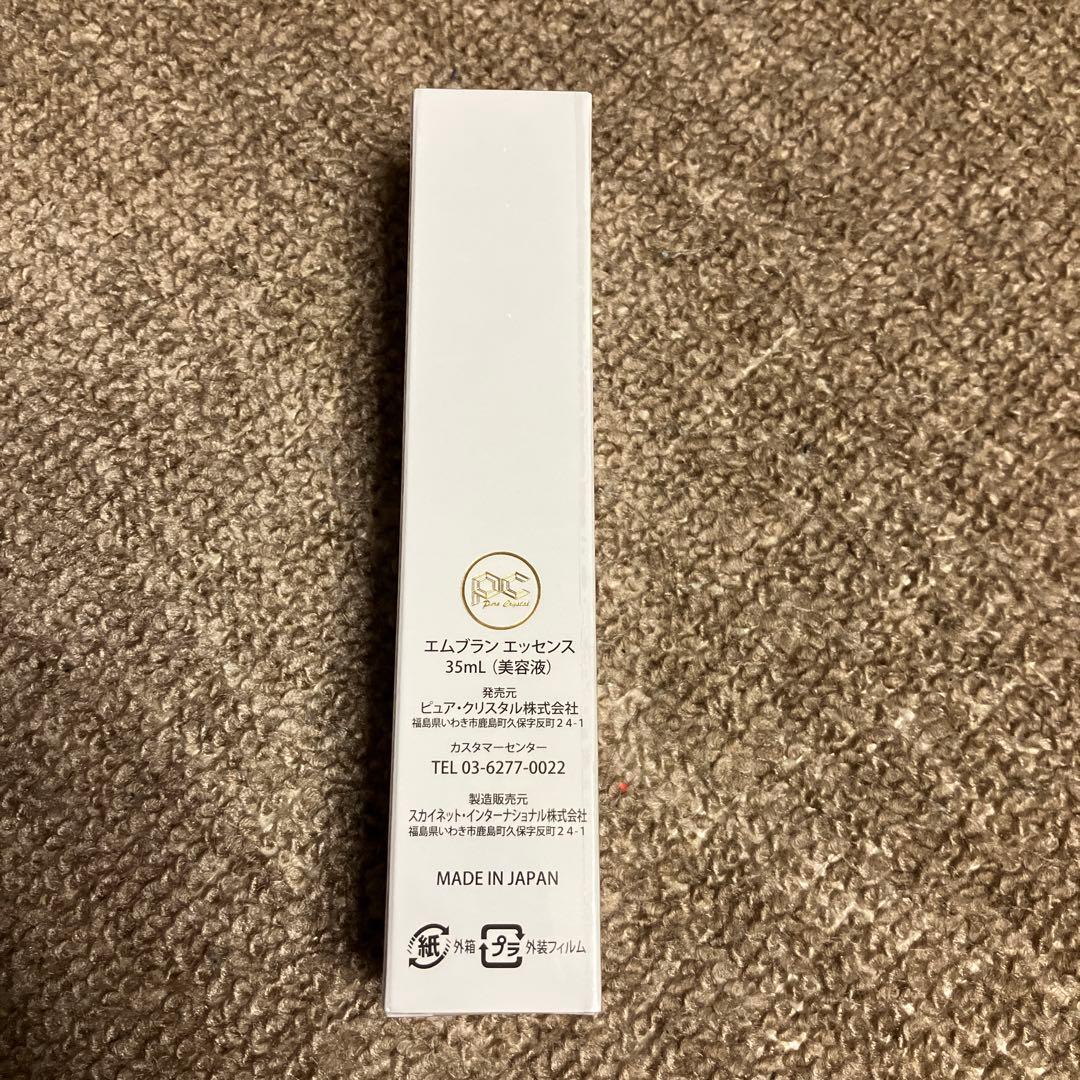 PC
Pure Crystal
エムブラン エッセンス
35mL（美容液）
発売元
ピュア・クリスタル株式会社
福島県いわき市鹿島町久保字反町２４-１
カスタマーセンター
TEL 03-6277-0022
製造販売元
スカイネット・インターナショナル株式会社
福島県いわき市鹿島町久保字反町２４-１
MADE IN JAPAN
紙 外箱 プラ 外装フィルム